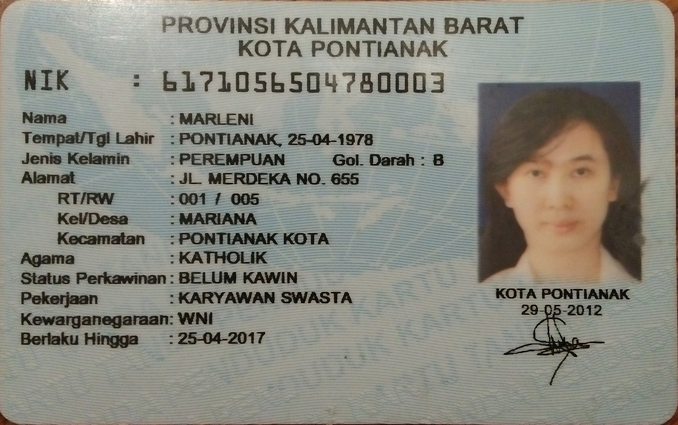 PROVINSI KALIMANTAN BARAT
KOTA PONTIANAK
NIK : 6171056504780003
Nama : MARLENI
Tempat/Tgl Lahir : PONTIANAK, 25-04-1978
Jenis Kelamin : PEREMPUAN Gol. Darah : B
Alamat : JL. MERDEKA NO. 655
RT/RW : 001 / 005
Kel/Desa : MARIANA
Kecamatan : PONTIANAK KOTA
Agama : KATHOLIK
Status Perkawinan : BELUM KAWIN
Pekerjaan : KARYAWAN SWASTA
Kewarganegaraan: WNI
Berlaku Hingga : 25-04-2017
KOTA PONTIANAK
29-05-2012